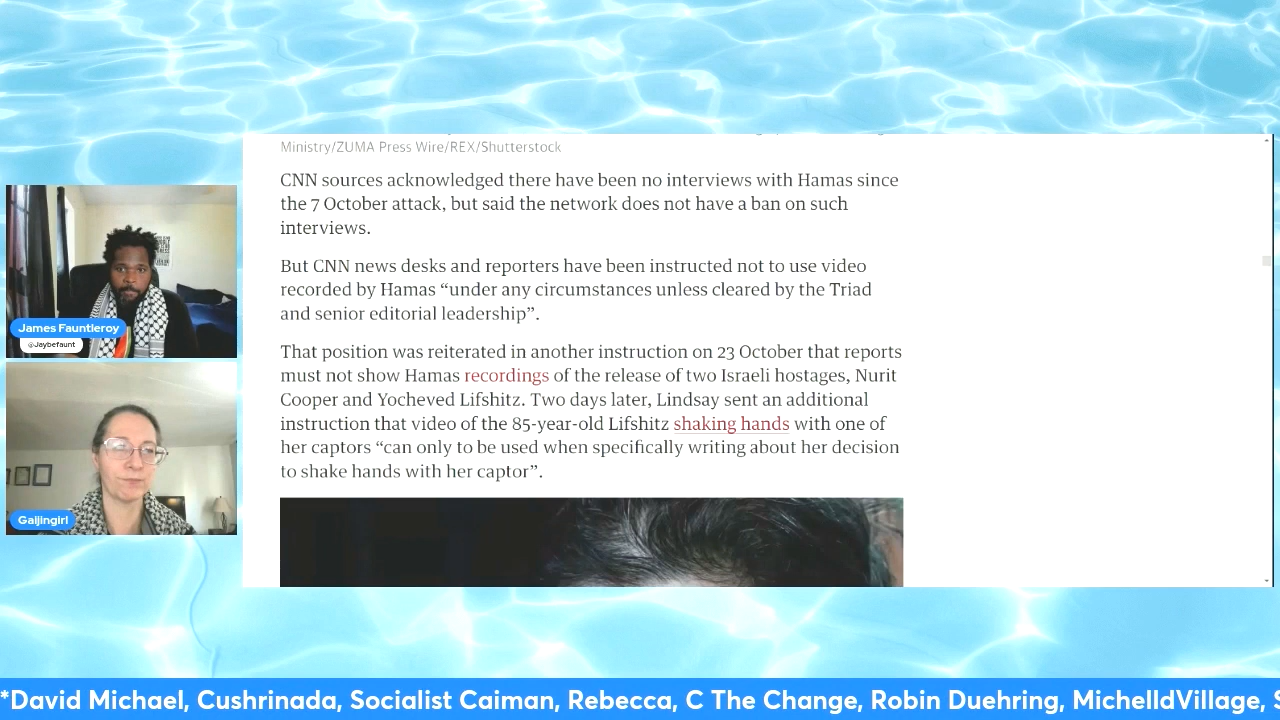 Ministry/ZUMA Press Wire/REX/Shutterstock
CNN sources acknowledged there have been no interviews with Hamas since
the 7 October attack, but said the network does not have a ban on such
interviews.
But CNN news desks and reporters have been instructed not to use video
recorded by Hamas “under any circumstances unless cleared by the Triad
and senior editorial leadership”.
That position was reiterated in another instruction on 23 October that reports
must not show Hamas recordings of the release of two Israeli hostages, Nurit
Cooper and Yocheved Lifshitz. Two days later, Lindsay sent an additional
instruction that video of the 85-year-old Lifshitz shaking hands with one of
her captors “can only to be used when specifically writing about her decision
to shake hands with her captor”.
James Fauntleroy
@Jaybefaunt
Gaijingirl
*David Michael, Cushrinada, Socialist Caiman, Rebecca, C The Change, Robin Duehring, MichelldVillage, S